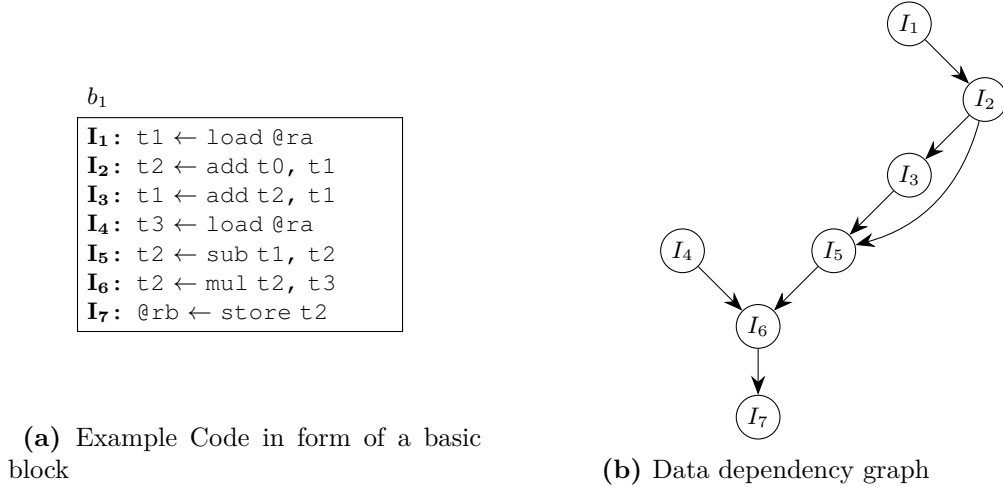 b₁
I₁: t1 ← load @ra
I₂: t2 ← add t0, t1
I₃: t1 ← add t2, t1
I₄: t3 ← load @ra
I₅: t2 ← sub t1, t2
I₆: t2 ← mul t2, t3
I₇: @rb ← store t2
(a) Example Code in form of a basic
block
I₁
I₂
I₃
I₄
I₅
I₆
I₇
(b) Data dependency graph